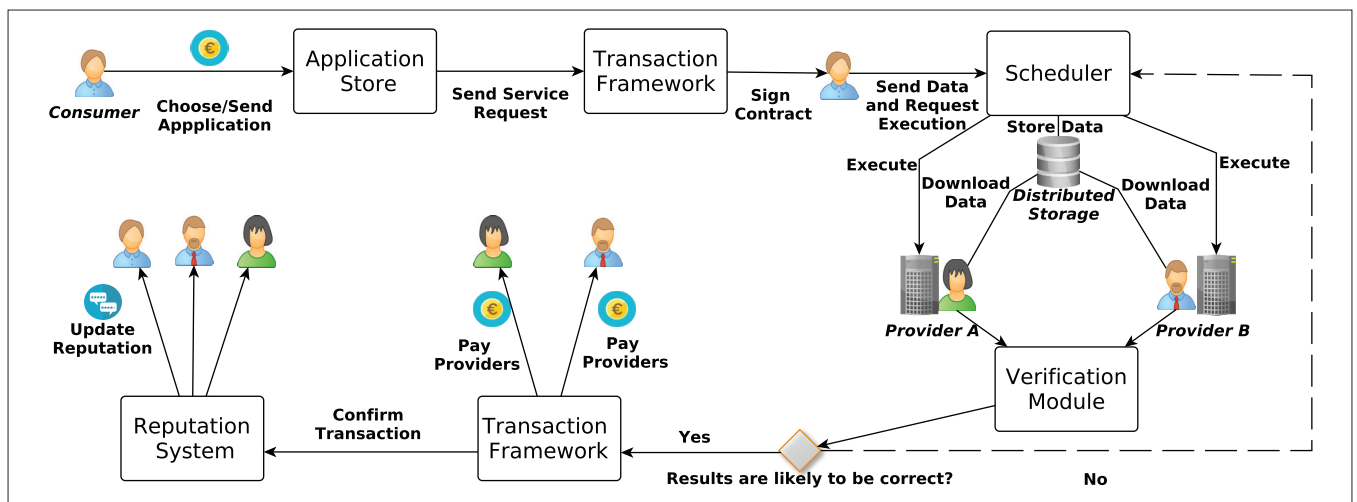 Consumer
Choose/Send
Appplication
€
Application
Store
Send Service
Request
Transaction
Framework
Sign
Contract
Send Data
and Request
Execution
Scheduler
Store Data
Execute
Execute
Download
Data
Download
Data
Distributed
Storage
Provider A
Provider B
Verification
Module
Results are likely to be correct?
No
Yes
Transaction
Framework
€
Pay
Providers
€
Pay
Providers
Confirm
Transaction
Reputation
System
Update
Reputation